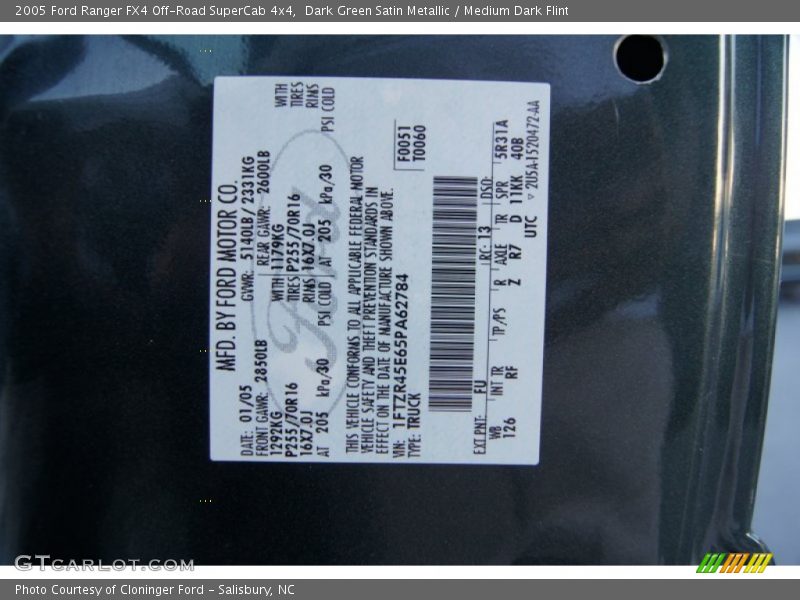 2005 Ford Ranger FX4 Off-Road SuperCab 4x4,  Dark Green Satin Metallic / Medium Dark Flint
MFD. BY FORD MOTOR CO.
DATE: 01/05 GVWR: 5140LB / 2331KG
FRONT GAWR: 2850LB REAR GAWR: 2600LB
1292KG WITH 1179KG WITH
P255/70R16 TIRES P255/70R16 TIRES
16X7.0J RIMS 16X7.0J RIMS
AT 205 kPa/30 PSI COLD AT 205 kPa/30 PSI COLD
THIS VEHICLE CONFORMS TO ALL APPLICABLE FEDERAL MOTOR
VEHICLE SAFETY AND THEFT PREVENTION STANDARDS IN
EFFECT ON THE DATE OF MANUFACTURE SHOWN ABOVE.
VIN: 1FTZR45E65PA62784 F0051
TYPE: TRUCK T0060
EXT PNT: FU RC: 13 DSO:
WB INT TR TP/PS R AXLE TR SPR 5R31A
126 RF Z R7 D 11KK 40B
UTC ▽ 2U5A-1520472-AA
Ford
GTCARLOT.COM
Photo Courtesy of Cloninger Ford - Salisbury, NC